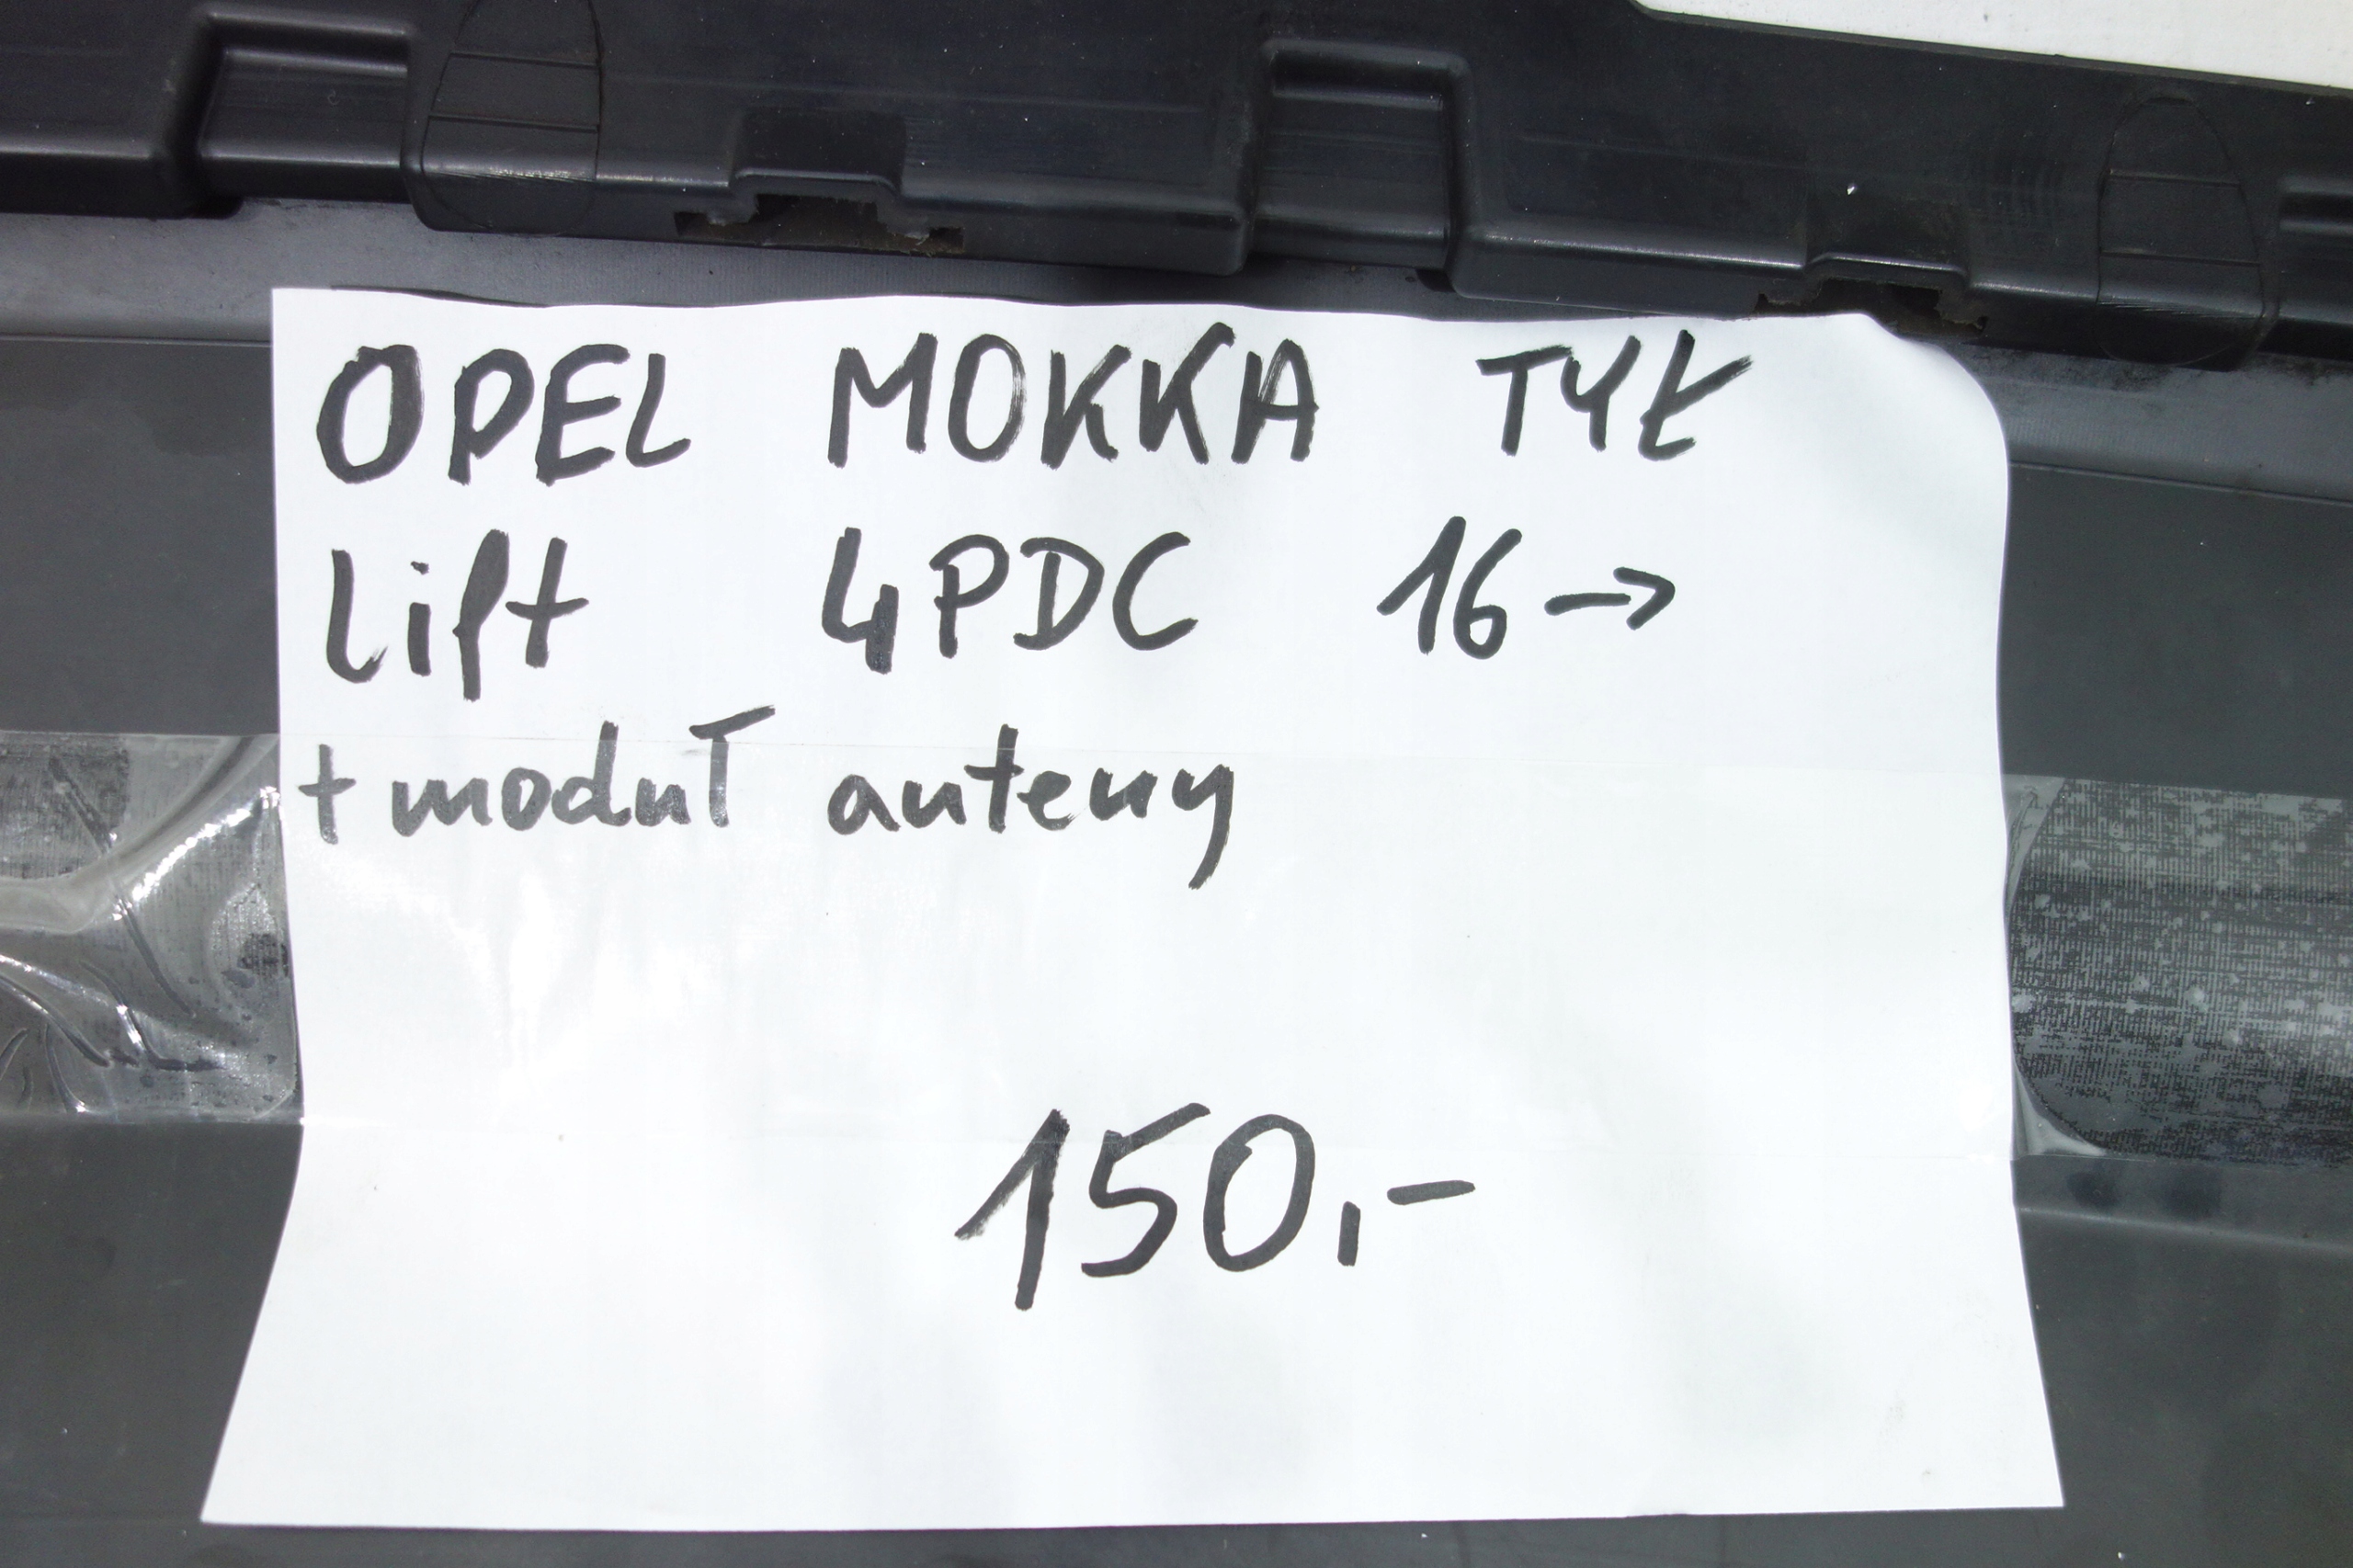 OPEL MOKKA TYŁ
Lift 4PDC 16->
+ moduł anteny
150,-